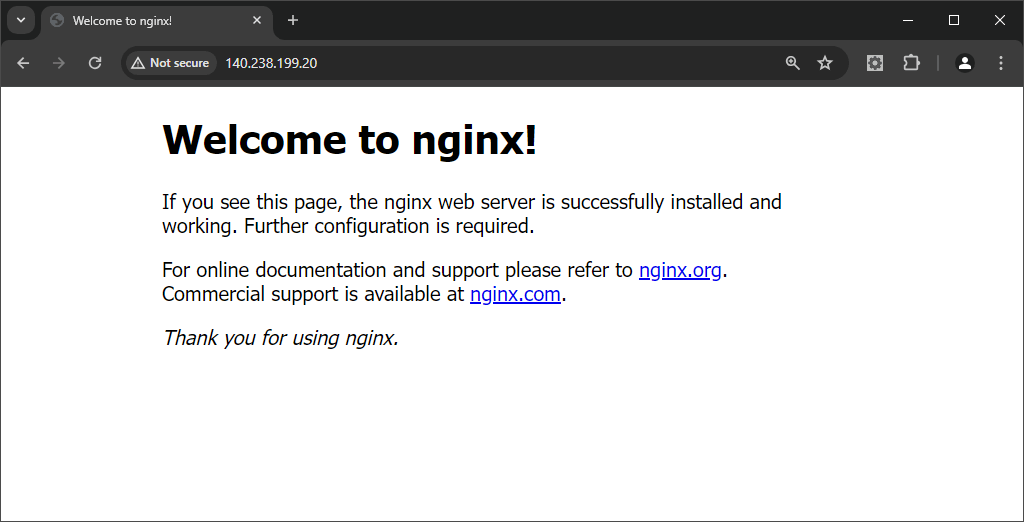 Welcome to nginx!
Not secure
140.238.199.20
Welcome to nginx!
If you see this page, the nginx web server is successfully installed and
working. Further configuration is required.
For online documentation and support please refer to nginx.org.
Commercial support is available at nginx.com.
Thank you for using nginx.